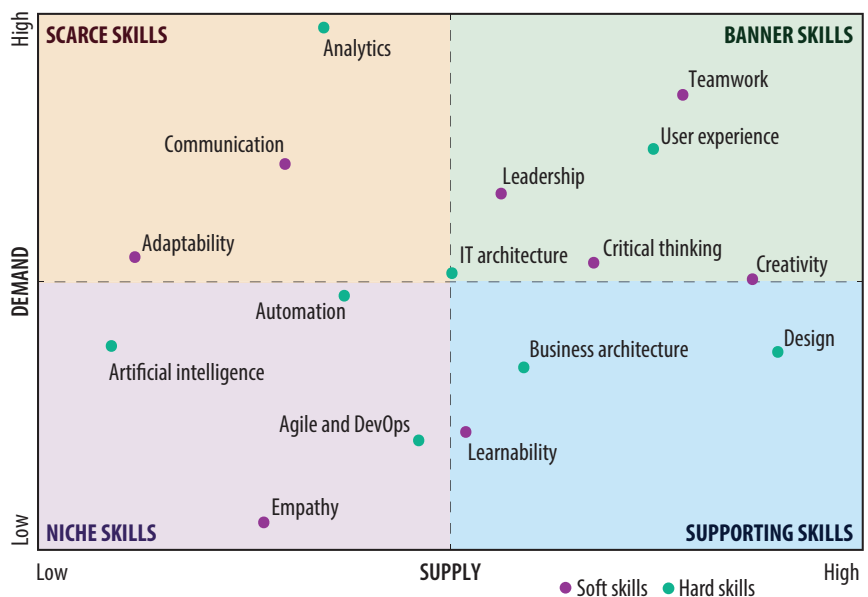 High
SCARCE SKILLS
BANNER SKILLS
Analytics
Teamwork
User experience
Communication
Leadership
Adaptability
IT architecture
Critical thinking
Creativity
DEMAND
Automation
Artificial intelligence
Business architecture
Design
Agile and DevOps
Learnability
Empathy
Low
NICHE SKILLS
SUPPORTING SKILLS
Low
SUPPLY
High
Soft skills
Hard skills